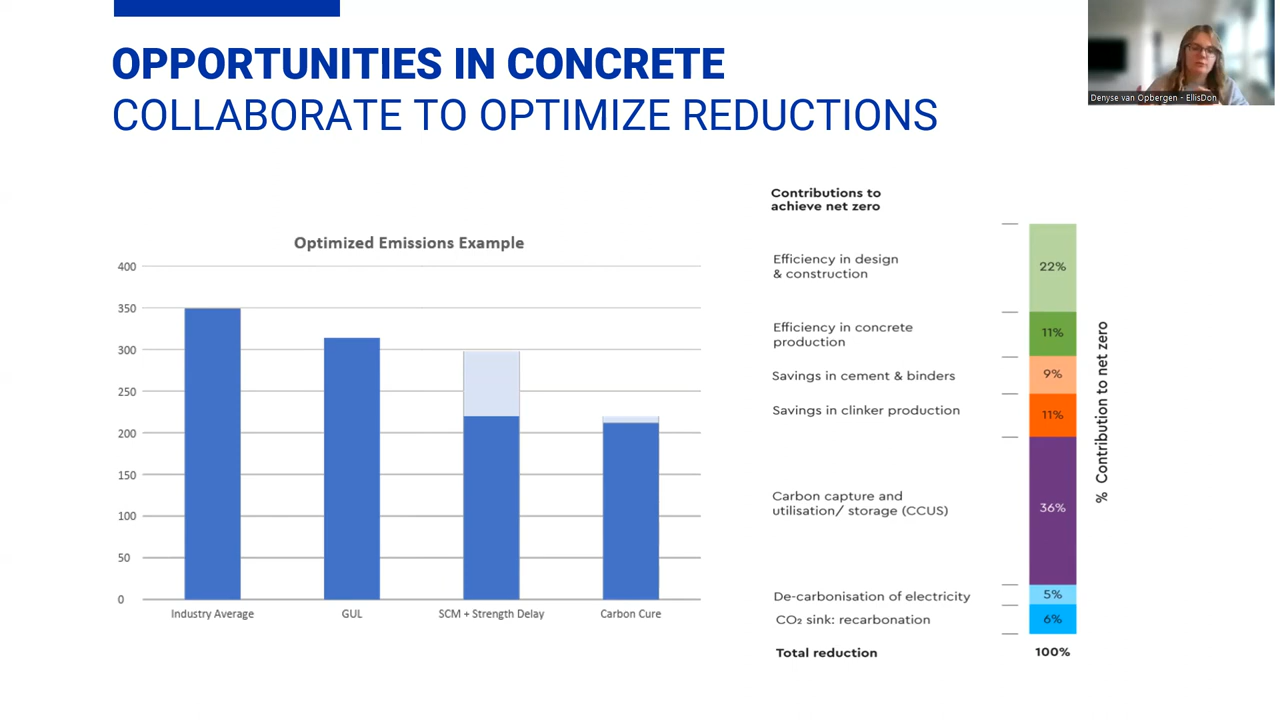 OPPORTUNITIES IN CONCRETE
COLLABORATE TO OPTIMIZE REDUCTIONS
Denyse van Opbergen - EllisDon
Optimized Emissions Example
400
350
300
250
200
150
100
50
0
Industry Average
GUL
SCM + Strength Delay
Carbon Cure
Contributions to
achieve net zero
Efficiency in design
& construction
22%
Efficiency in concrete
production
11%
Savings in cement & binders
9%
Savings in clinker production
11%
Carbon capture and
utilisation/ storage (CCUS)
36%
De-carbonisation of electricity
5%
CO₂ sink: recarbonation
6%
Total reduction
100%
% Contribution to net zero